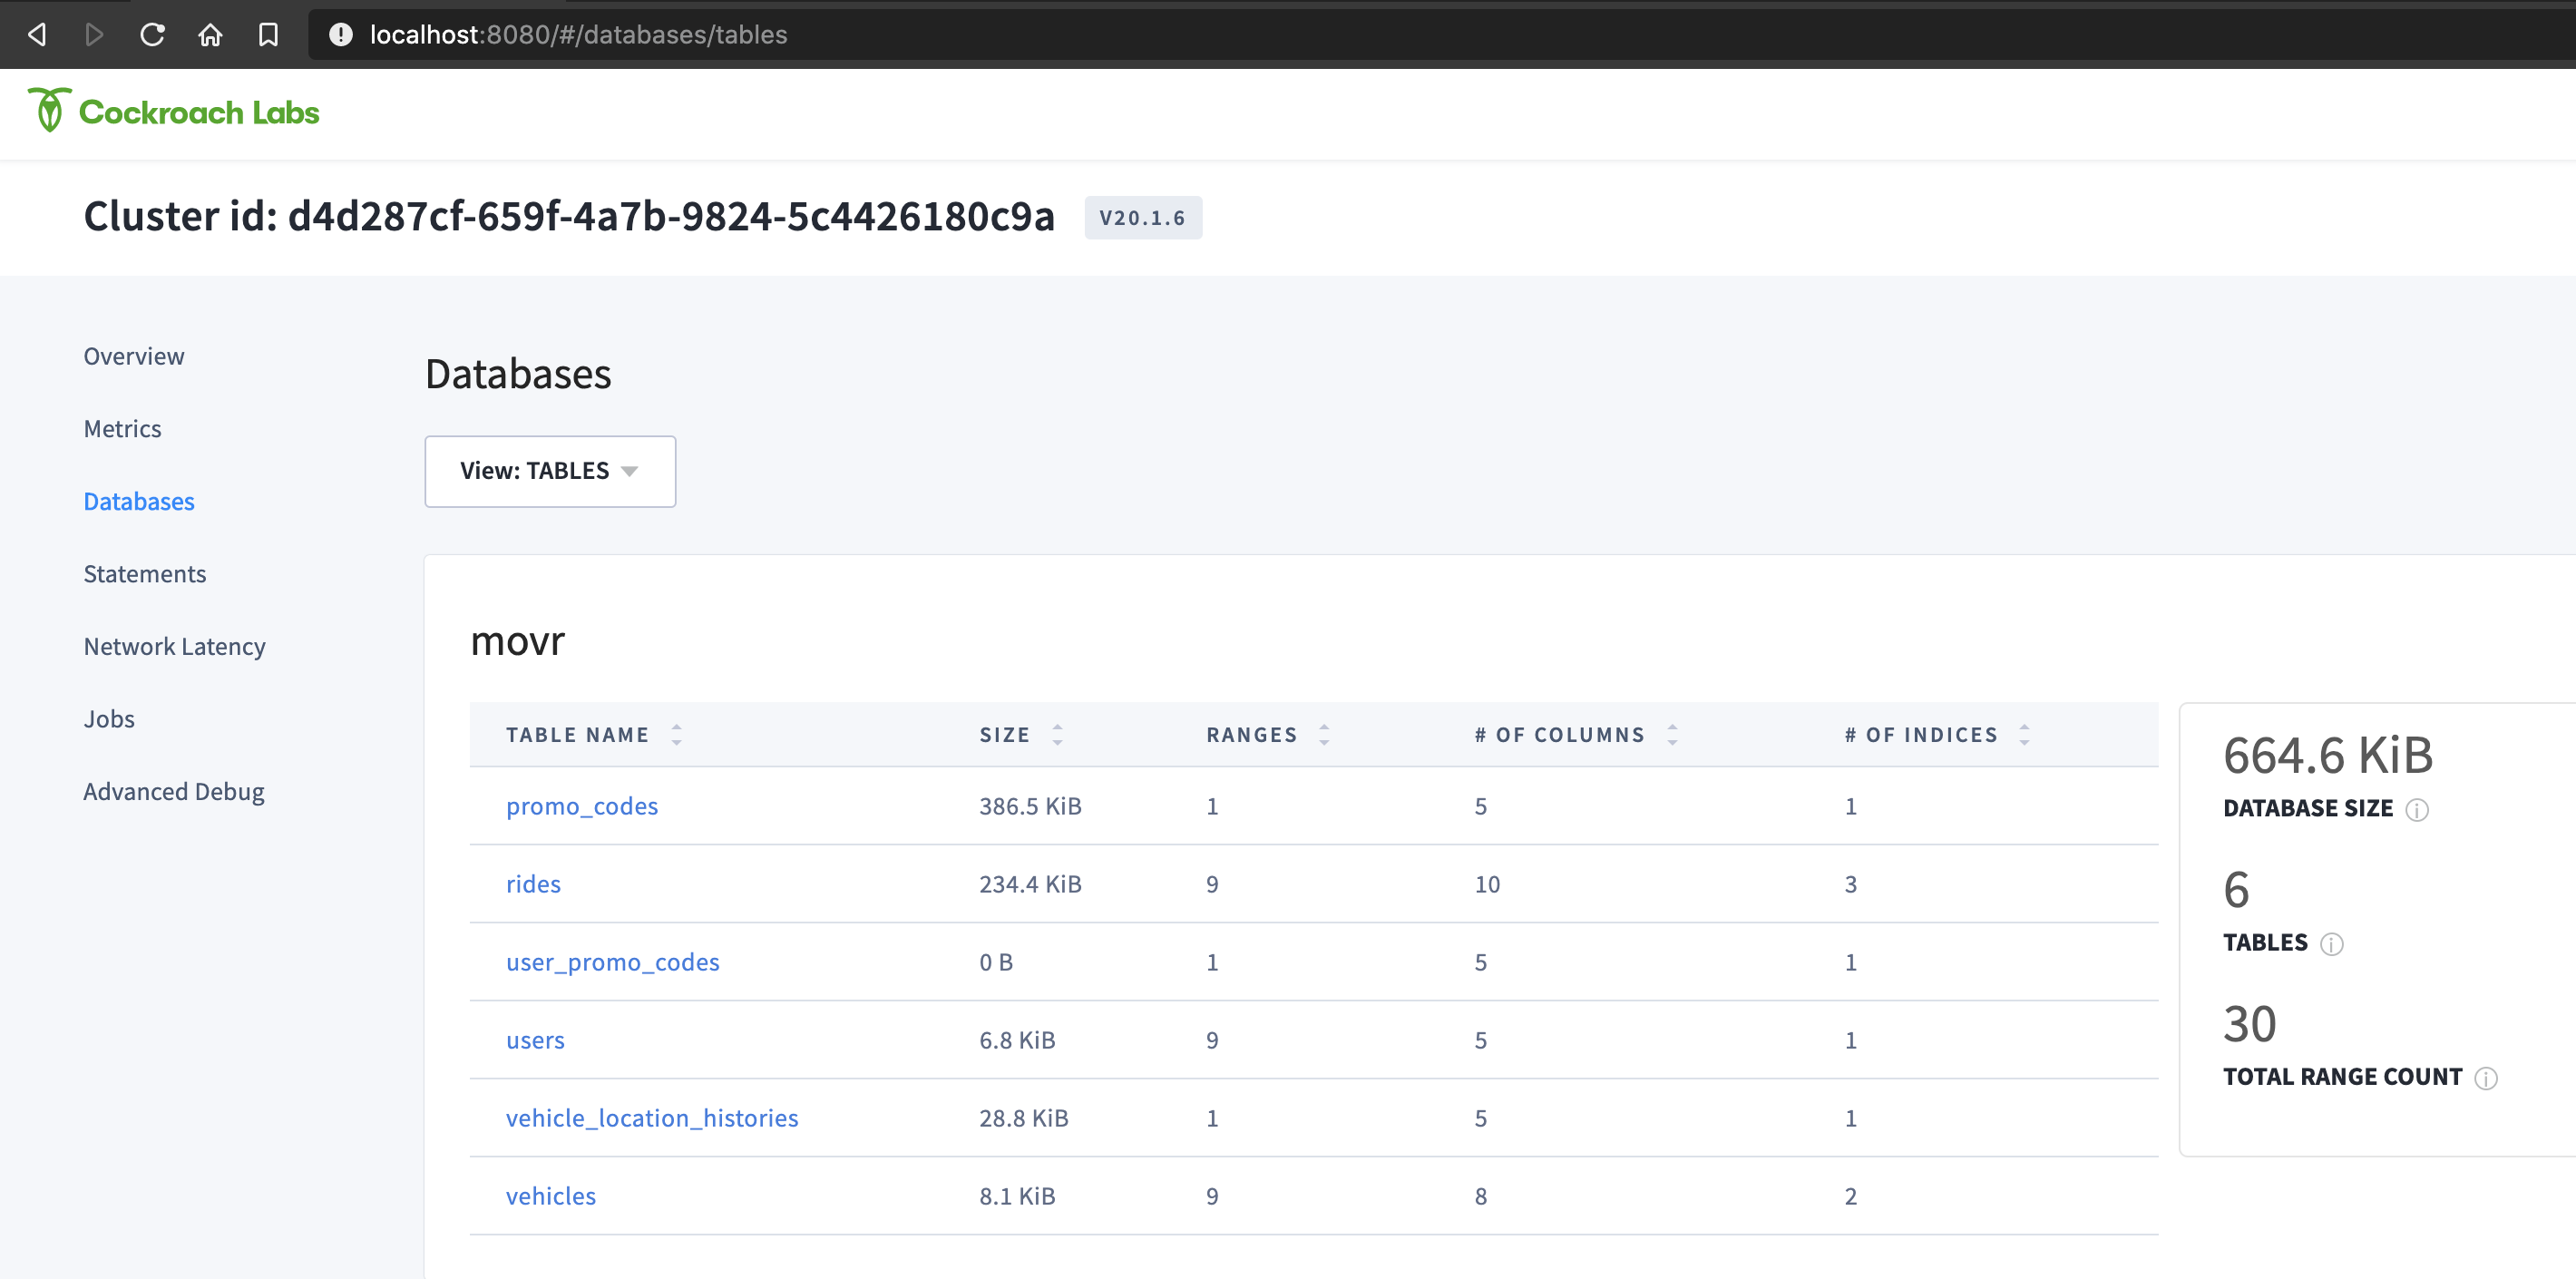 localhost:8080/#/databases/tables
Cockroach Labs
Cluster id: d4d287cf-659f-4a7b-9824-5c4426180c9a V20.1.6
Overview
Metrics
Databases
Statements
Network Latency
Jobs
Advanced Debug
Databases
View: TABLES
movr
TABLE NAME SIZE RANGES # OF COLUMNS # OF INDICES
promo_codes 386.5 KiB 1 5 1
rides 234.4 KiB 9 10 3
user_promo_codes 0 B 1 5 1
users 6.8 KiB 9 5 1
vehicle_location_histories 28.8 KiB 1 5 1
vehicles 8.1 KiB 9 8 2
664.6 KiB
DATABASE SIZE
6
TABLES
30
TOTAL RANGE COUNT